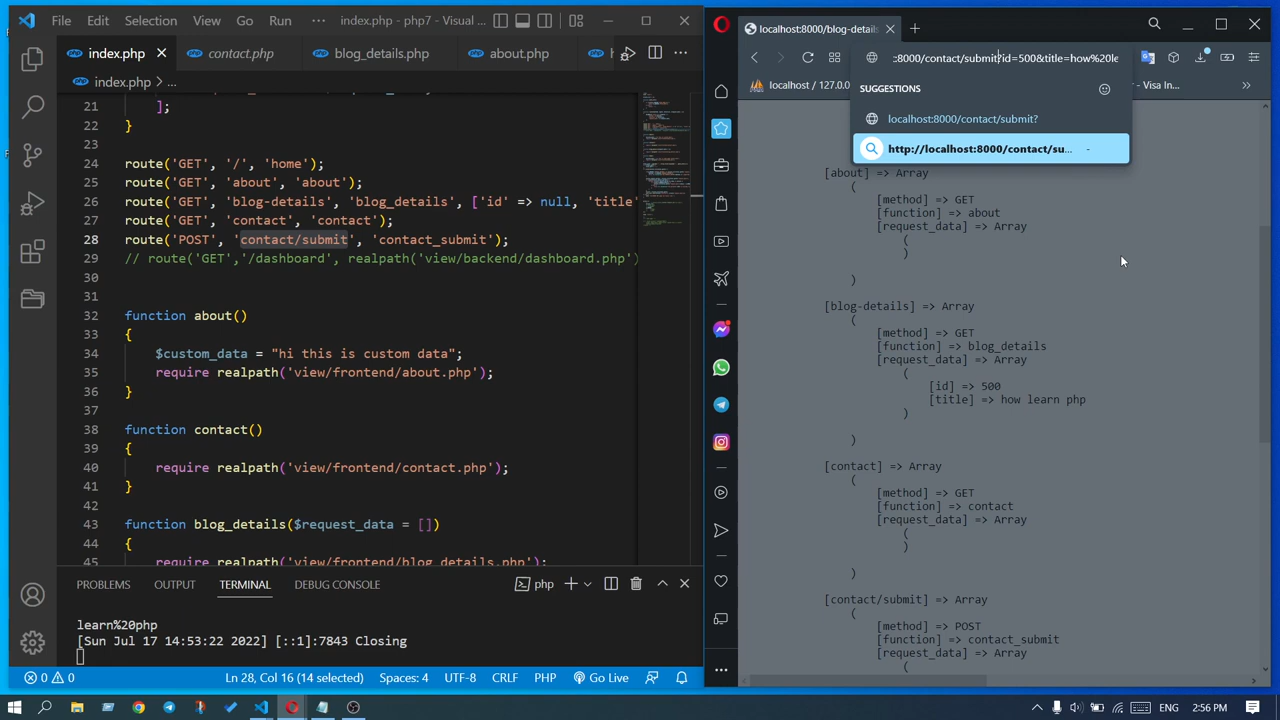 File Edit Selection View Go Run ··· index.php - php7 - Visual ...
index.php contact.php blog_details.php about.php
index.php > ...
21 ];
22 }
23
24 route('GET', '/', 'home');
25 route('GET', 'about', 'about');
26 route('GET', 'blog-details', 'blog_details', ['id' => null, 'title'
27 route('GET', 'contact', 'contact');
28 route('POST', 'contact/submit', 'contact_submit');
29 // route('GET','/dashboard', realpath('view/backend/dashboard.php')
30
31
32 function about()
33 {
34 $custom_data = "hi this is custom data";
35 require realpath('view/frontend/about.php');
36 }
37
38 function contact()
39 {
40 require realpath('view/frontend/contact.php');
41 }
42
43 function blog_details($request_data = [])
44 {
45 require realpath('view/frontend/blog_details.php');
PROBLEMS OUTPUT TERMINAL DEBUG CONSOLE php
learn%20php
[Sun Jul 17 14:53:22 2022] [::1]:7843 Closing
0 0 Ln 28, Col 16 (14 selected) Spaces: 4 UTF-8 CRLF PHP Go Live
localhost:8000/blog-details
:8000/contact/submit?id=500&title=how%20le
localhost / 127.0.0
- Visa In...
SUGGESTIONS
localhost:8000/contact/submit?
http://localhost:8000/contact/su... -
[about] => Array
[method] => GET
[function] => about
[request_data] => Array
(
)
)
[blog-details] => Array
(
[method] => GET
[function] => blog_details
[request_data] => Array
(
[id] => 500
[title] => how learn php
)
)
[contact] => Array
(
[method] => GET
[function] => contact
[request_data] => Array
(
)
)
[contact/submit] => Array
(
[method] => POST
[function] => contact_submit
[request_data] => Array
(
ENG 2:56 PM